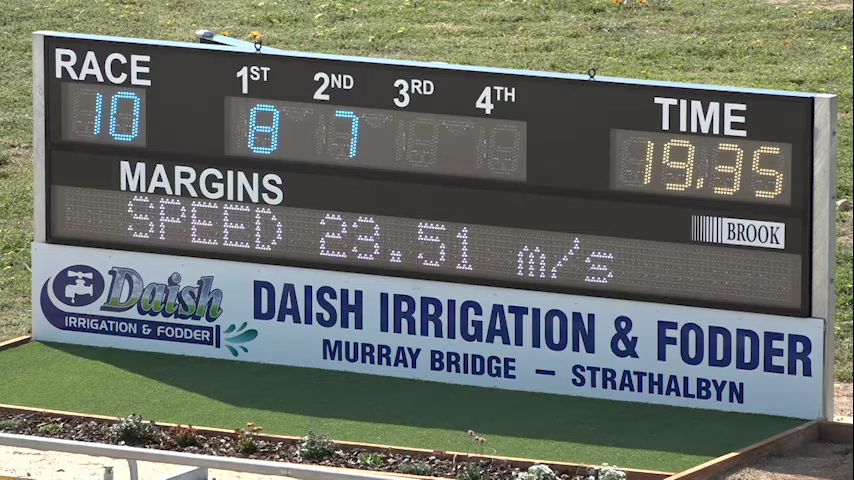 RACE 1ST 2ND 3RD 4TH TIME
10 8 7 19.35
MARGINS
SPEED 23.51 m/s
BROOK
Daish
IRRIGATION & FODDER
DAISH IRRIGATION & FODDER
MURRAY BRIDGE – STRATHALBYN